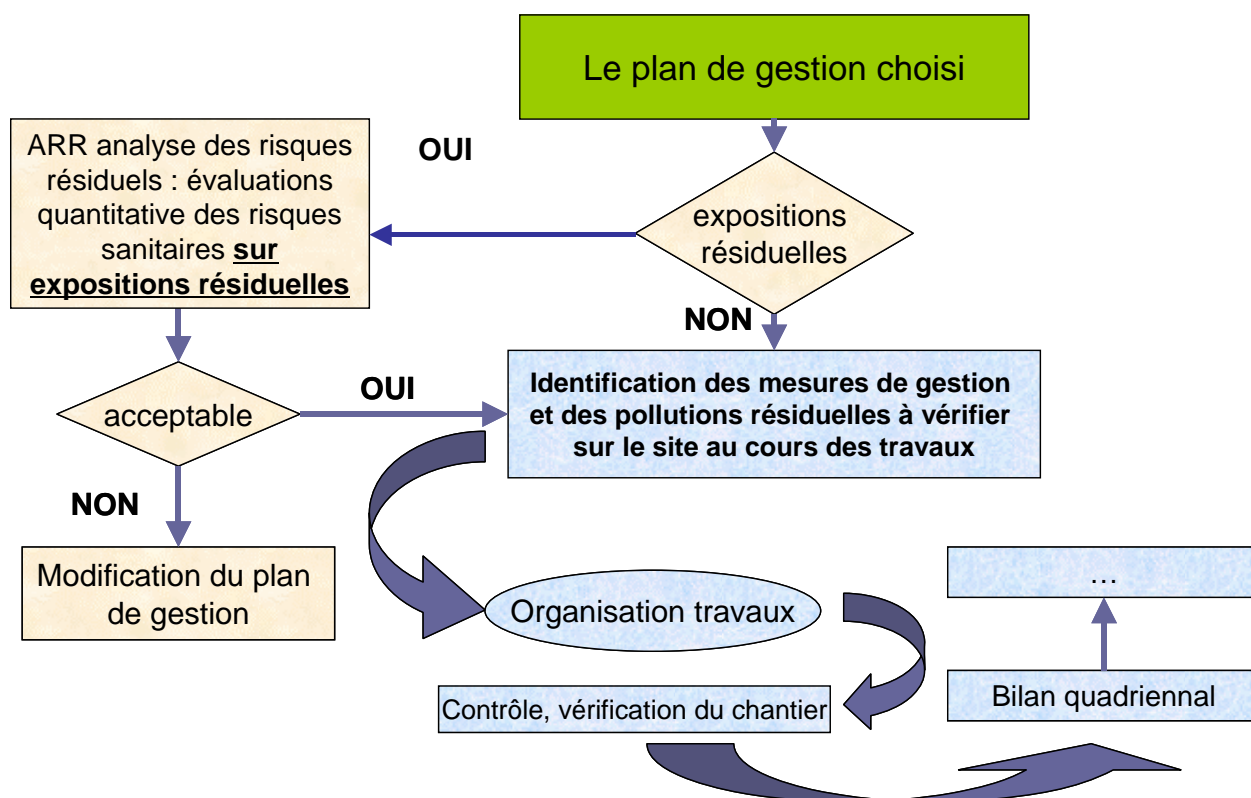 Le plan de gestion choisi
ARR analyse des risques
résiduels : évaluations
quantitative des risques
sanitaires sur
expositions résiduelles
OUI
expositions
résiduelles
NON
Identification des mesures de gestion
et des pollutions résiduelles à vérifier
sur le site au cours des travaux
acceptable
OUI
NON
Modification du plan
de gestion
Organisation travaux
...
Contrôle, vérification du chantier
Bilan quadriennal